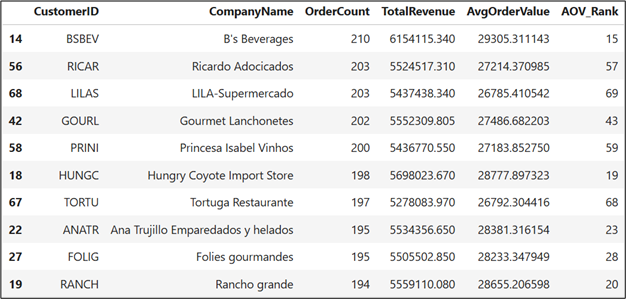 CustomerID CompanyName OrderCount TotalRevenue AvgOrderValue AOV_Rank
14 BSBEV B's Beverages 210 6154115.340 29305.311143 15
56 RICAR Ricardo Adocicados 203 5524517.310 27214.370985 57
68 LILAS LILA-Supermercado 203 5437438.340 26785.410542 69
42 GOURL Gourmet Lanchonetes 202 5552309.805 27486.682203 43
58 PRINI Princesa Isabel Vinhos 200 5436770.550 27183.852750 59
18 HUNGC Hungry Coyote Import Store 198 5698023.670 28777.897323 19
67 TORTU Tortuga Restaurante 197 5278083.970 26792.304416 68
22 ANATR Ana Trujillo Emparedados y helados 195 5534356.650 28381.316154 23
27 FOLIG Folies gourmandes 195 5505502.850 28233.347949 28
19 RANCH Rancho grande 194 5559110.080 28655.206598 20